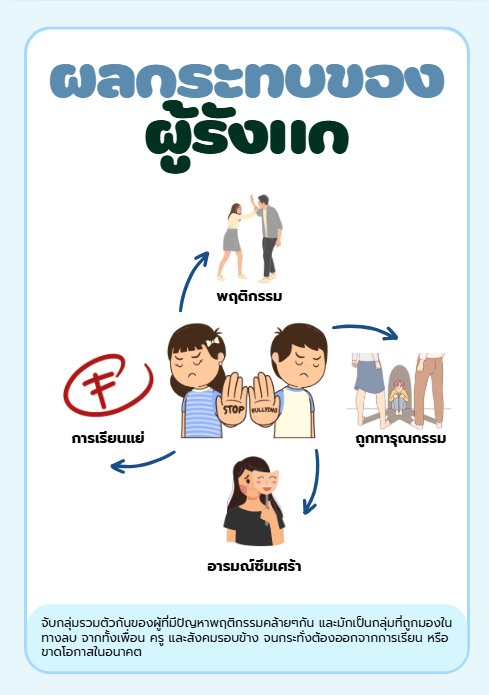 ผลกระทบของ
ผู้รังแก
พฤติกรรม
STOP
BULLYING
F
การเรียนแย่
ถูกทารุณกรรม
อารมณ์ซึมเศร้า
จับกลุ่มรวมตัวกันของผู้ที่มีปัญหาพฤติกรรมคล้ายๆกัน และมักเป็นกลุ่มที่ถูกมองใน
ทางลบ จากทั้งเพื่อน ครู และสังคมรอบข้าง จนกระทั่งต้องออกจากการเรียน หรือ
ขาดโอกาสในอนาคต